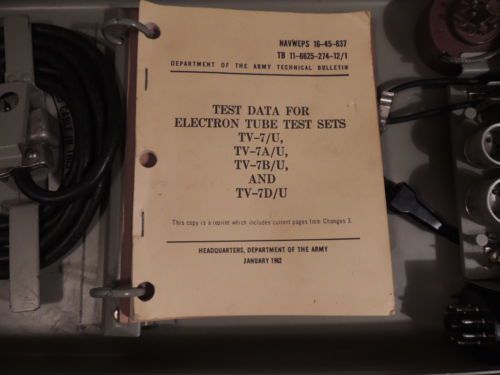 NAVWEPS 16-45-637
TB 11-6625-274-12/1
DEPARTMENT OF THE ARMY TECHNICAL BULLETIN
TEST DATA FOR
ELECTRON TUBE TEST SETS
TV-7/U,
TV-7A/U,
TV-7B/U,
AND
TV-7D/U
This copy is a reprint which includes current pages from Changes 3.
HEADQUARTERS, DEPARTMENT OF THE ARMY
JANUARY 1962